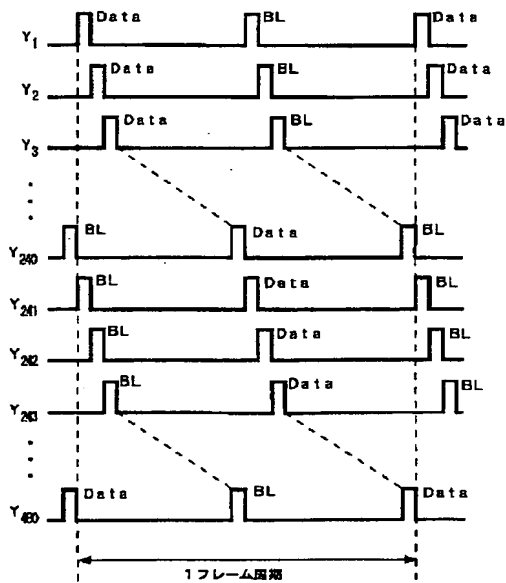 Y1 Data BL Data
Y2 Data BL Data
Y3 Data BL Data
Y240 BL Data BL
Y241 BL Data BL
Y242 BL Data BL
Y243 BL Data BL
Y480 Data BL Data
1フレーム周期